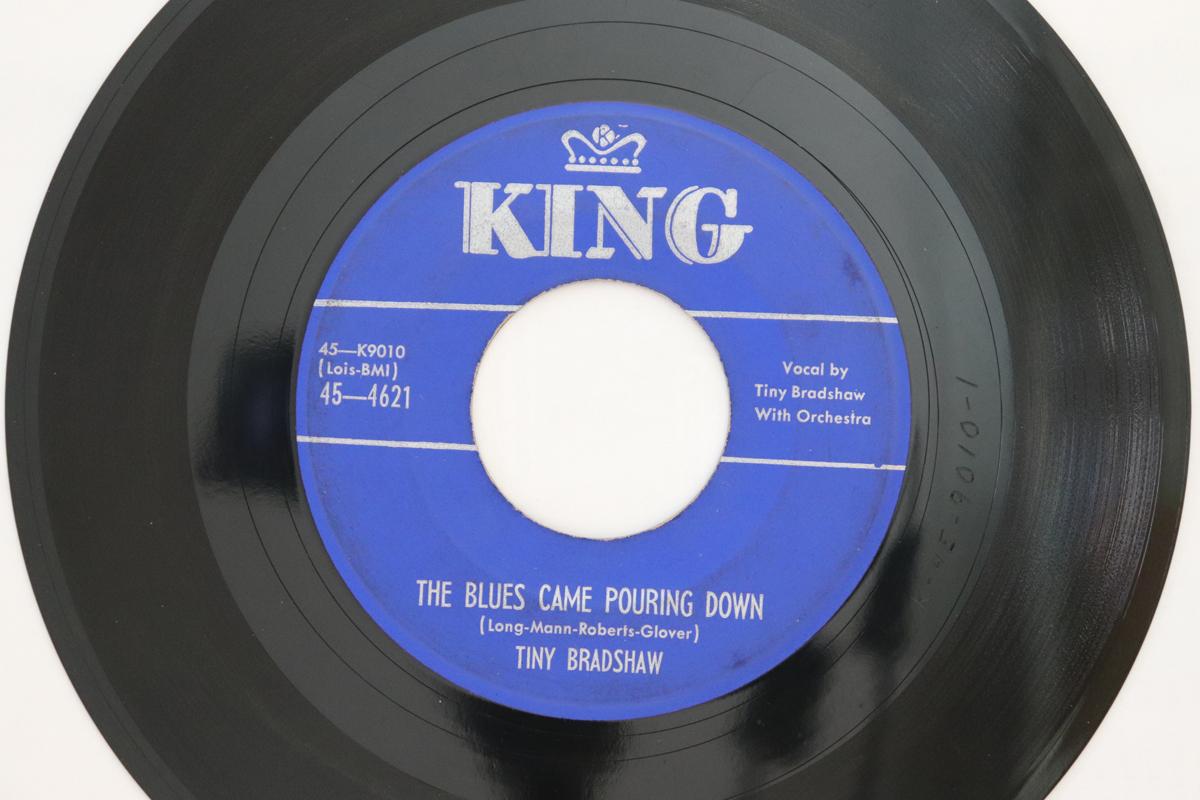 K
KING
45—K9010
(Lois-BMI)
45—4621
Vocal by
Tiny Bradshaw
With Orchestra
THE BLUES CAME POURING DOWN
(Long-Mann-Roberts-Glover)
TINY BRADSHAW